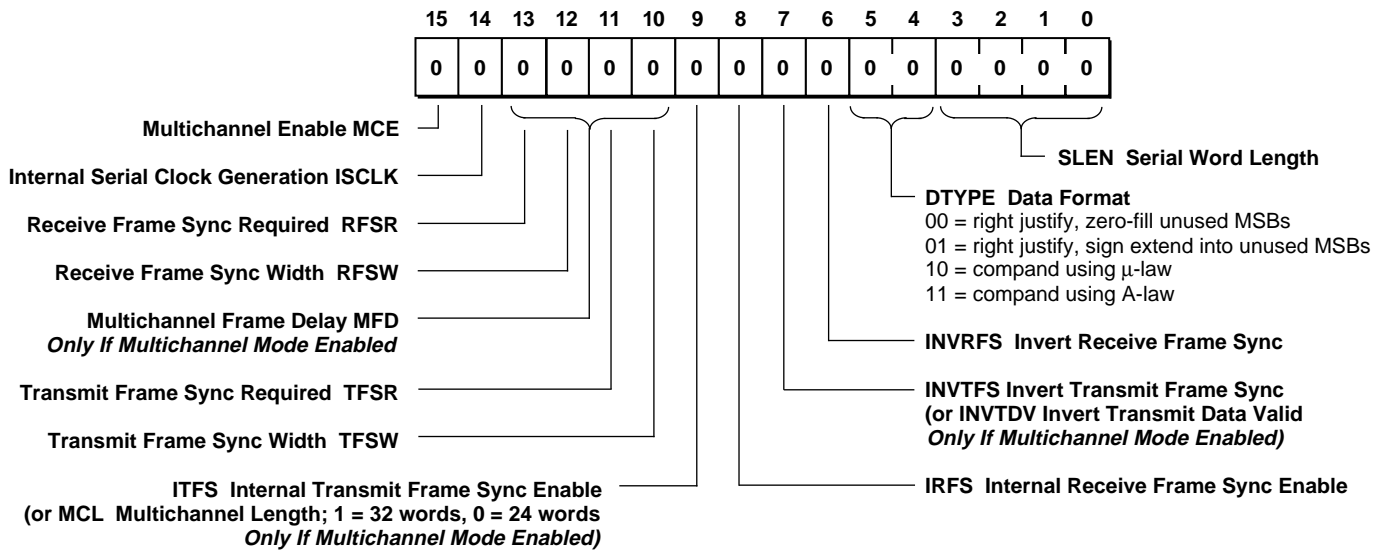 15 14 13 12 11 10 9 8 7 6 5 4 3 2 1 0
0 0 0 0 0 0 0 0 0 0 0 0 0 0 0 0
Multichannel Enable MCE
Internal Serial Clock Generation ISCLK
Receive Frame Sync Required RFSR
Receive Frame Sync Width RFSW
Multichannel Frame Delay MFD
Only If Multichannel Mode Enabled
Transmit Frame Sync Required TFSR
Transmit Frame Sync Width TFSW
ITFS Internal Transmit Frame Sync Enable
(or MCL Multichannel Length; 1 = 32 words, 0 = 24 words
Only If Multichannel Mode Enabled)
SLEN Serial Word Length
DTYPE Data Format
00 = right justify, zero-fill unused MSBs
01 = right justify, sign extend into unused MSBs
10 = compand using μ-law
11 = compand using A-law
INVRFS Invert Receive Frame Sync
INVTFS Invert Transmit Frame Sync
(or INVTDV Invert Transmit Data Valid
Only If Multichannel Mode Enabled)
IRFS Internal Receive Frame Sync Enable